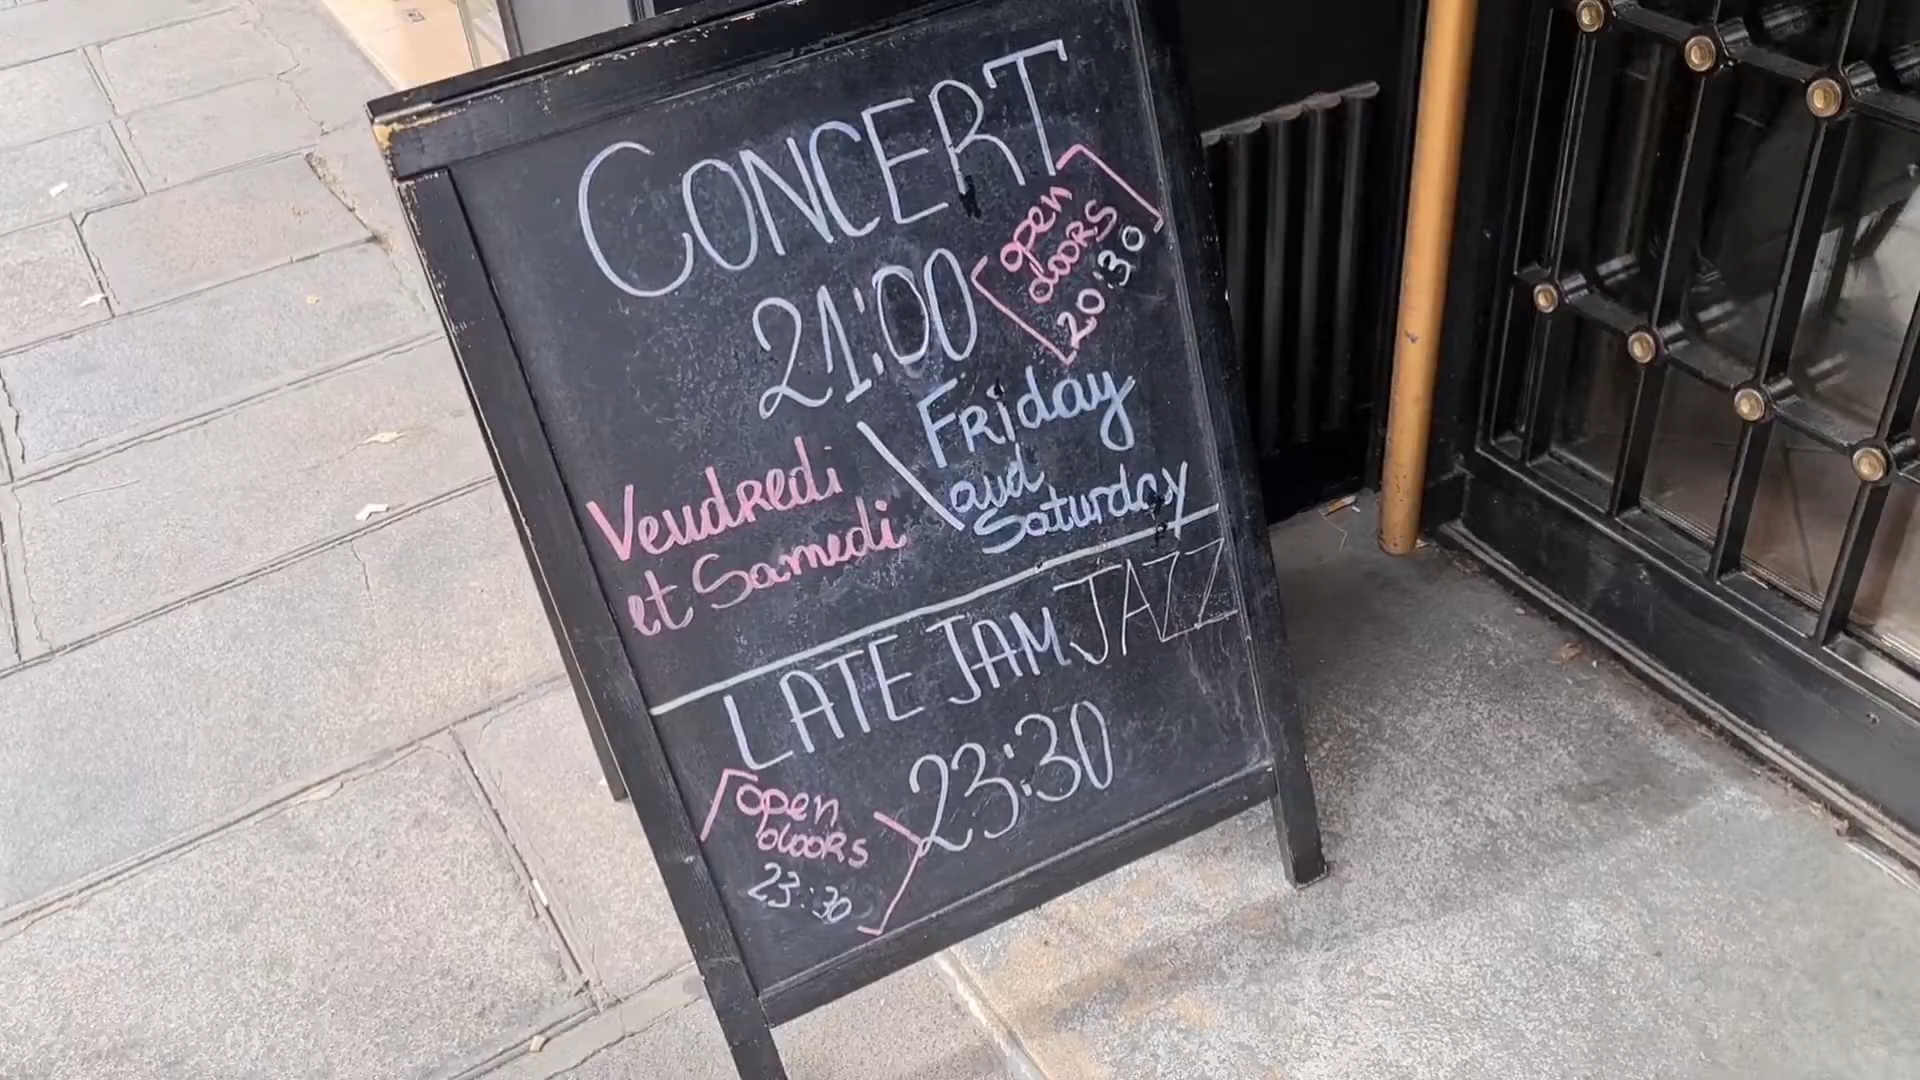 CONCERT
21:00
open
doors
20:30
Vendredi
et Samedi
Friday
and
Saturday
LATE JAM JAZZ
23:30
open
doors
23:30